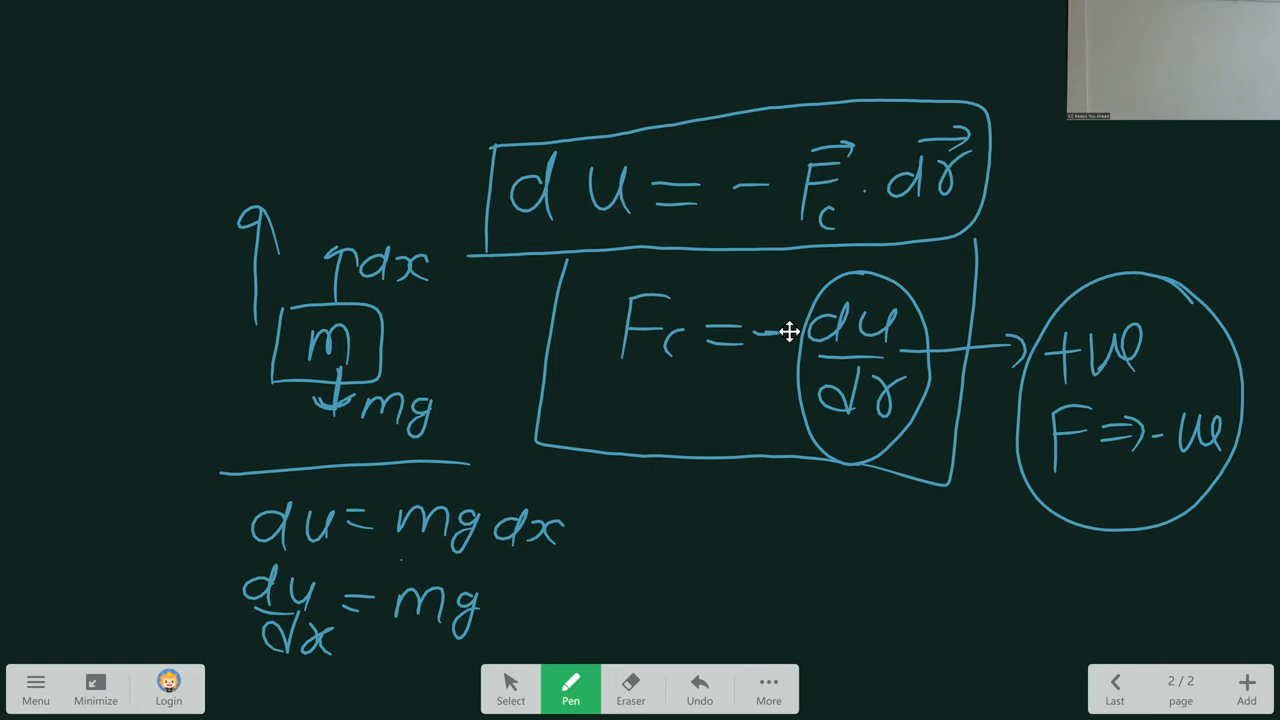 du = - F⃗c . dr⃗
dx
m
mg
Fc = - du/dr
+ve
F ⇒ - ve
du = mg dx
du/dx = mg
Menu
Minimize
Login
Select
Pen
Eraser
Undo
More
Last
2 / 2
page
Add